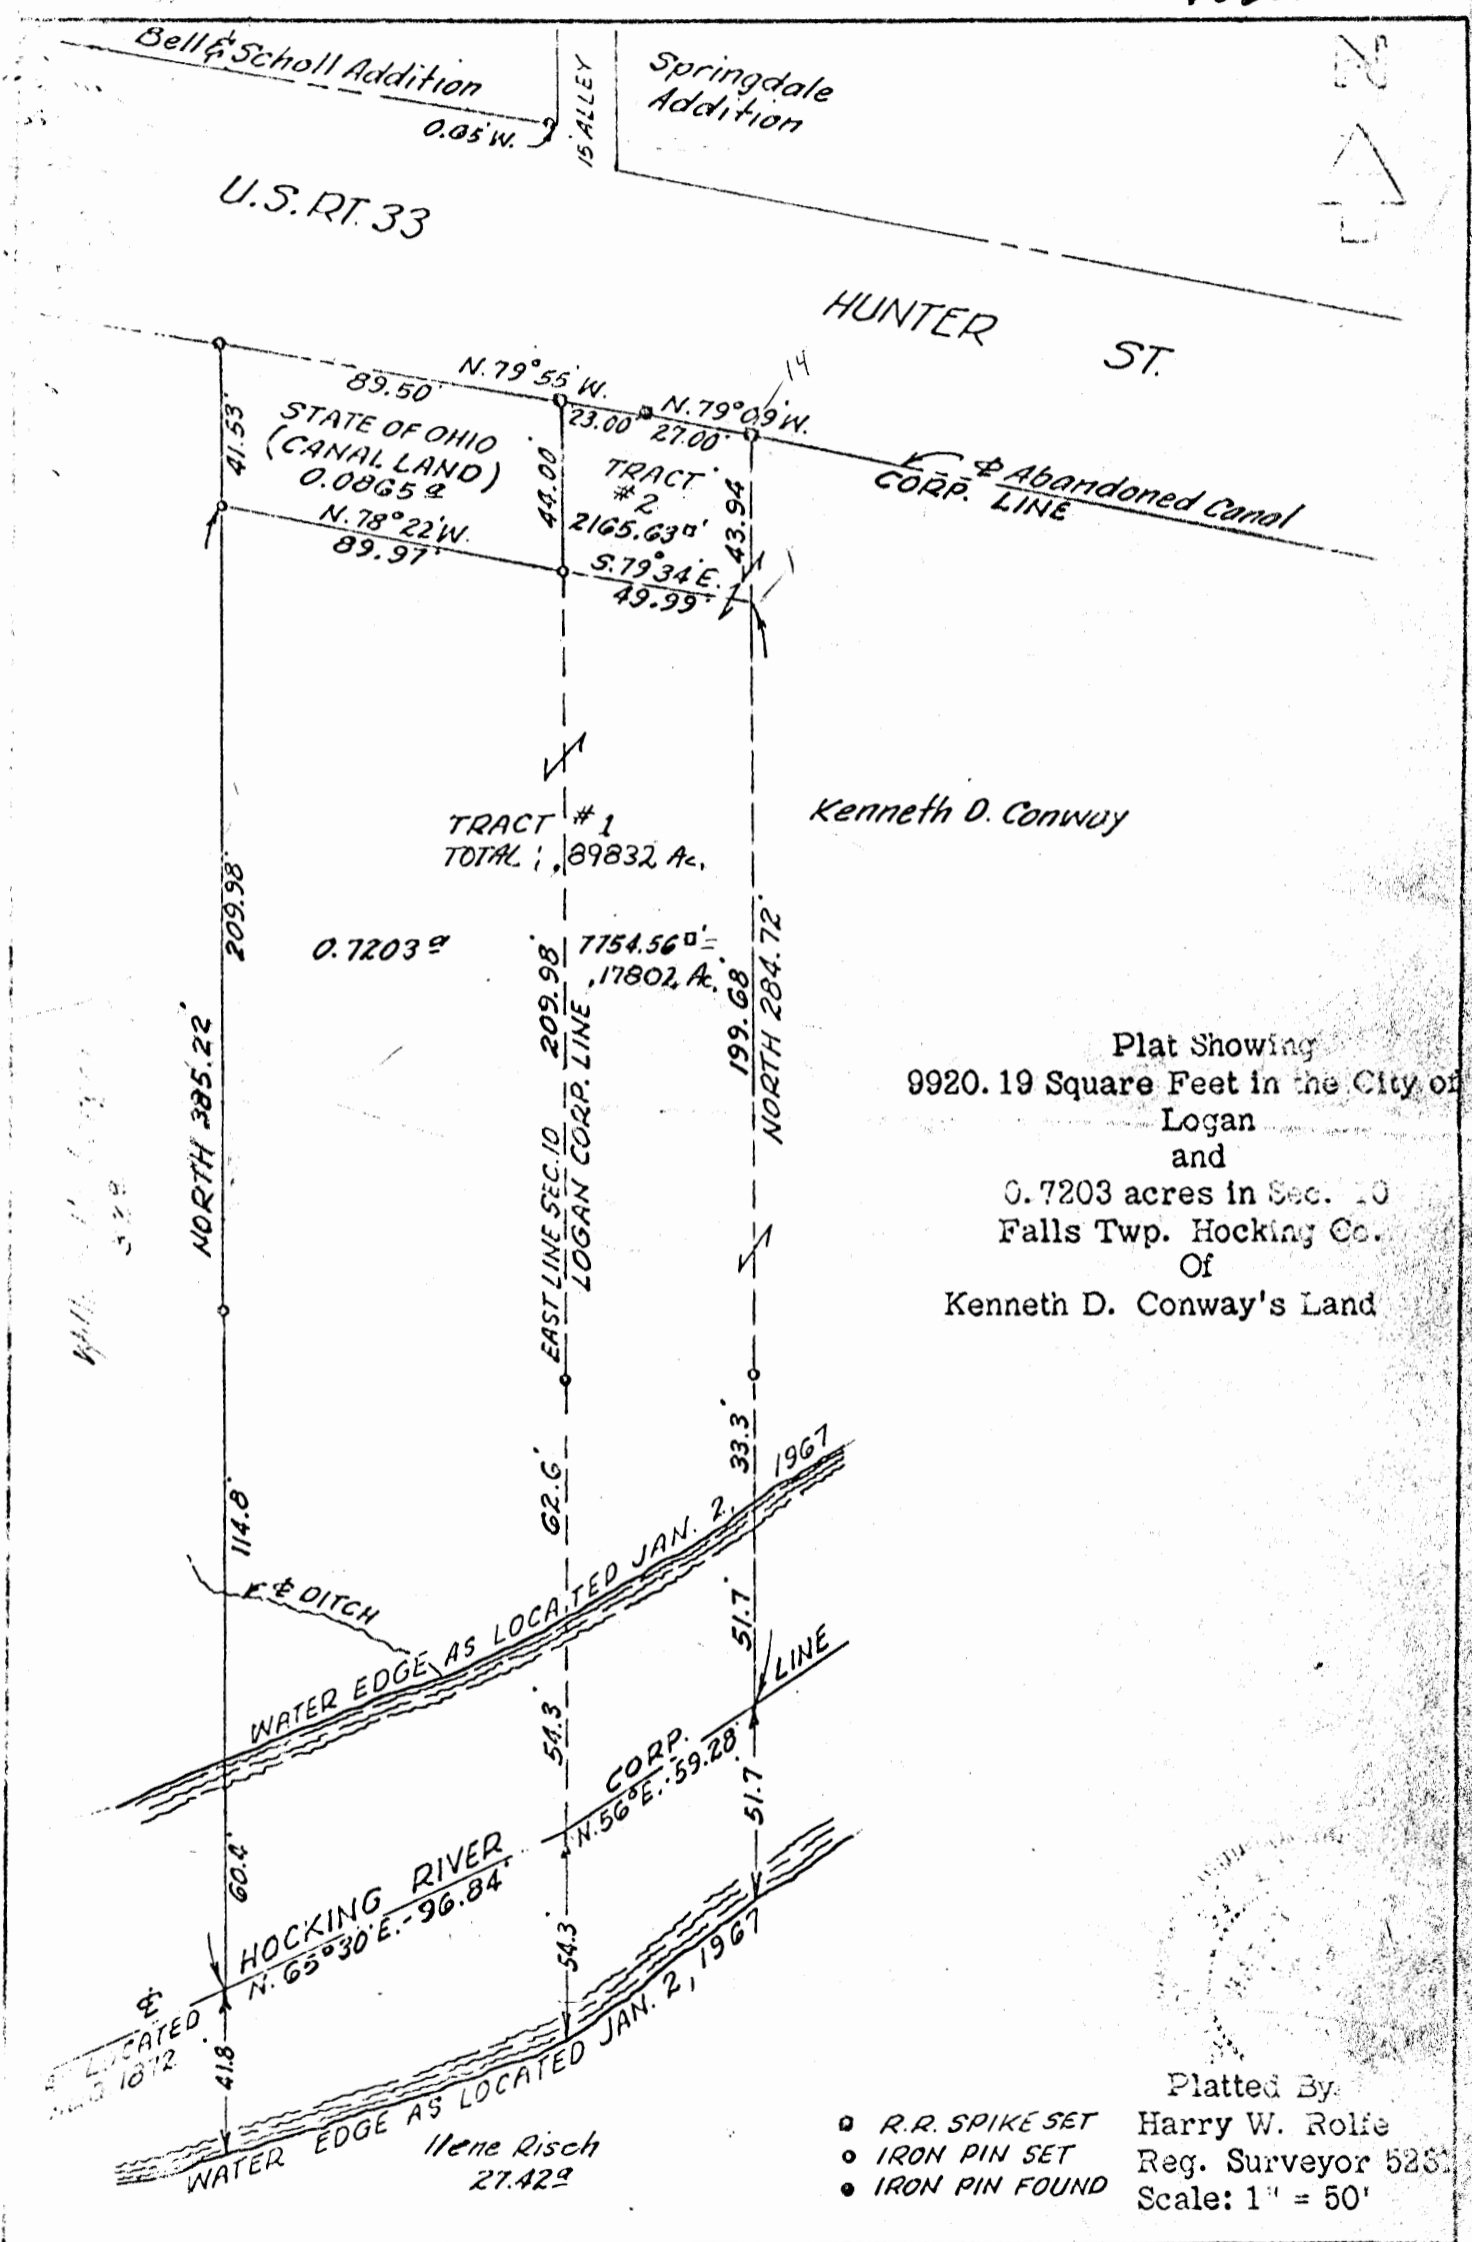 Bell & Scholl Addition
0.05' W.
15' ALLEY
Springdale
Addition
N
U.S. RT. 33
HUNTER ST.
14
N. 79° 55' W.
89.50'
23.00'
N. 79° 09' W.
27.00'
41.53'
STATE OF OHIO
(CANAL LAND)
0.0865 a
44.00'
TRACT
#2
2165.63 □'
43.94'
℄ Abandoned Canal
CORP. LINE
N. 78° 22' W.
89.97'
S. 79° 34' E.
49.99'
Kenneth D. Conway
TRACT #1
TOTAL: .89832 Ac.
209.98'
0.7203 a
7754.56 □' =
.17802 Ac.
209.98'
199.68'
NORTH 284.72'
NORTH 385.22'
EAST LINE SEC. 10
LOGAN CORP. LINE
Plat Showing
9920.19 Square Feet in the City of
Logan
and
0.7203 acres in Sec. 10
Falls Twp. Hocking Co.
Of
Kenneth D. Conway's Land
114.8'
62.6'
33.3'
℄ DITCH
WATER EDGE AS LOCATED JAN. 2, 1967
51.7'
54.3'
60.4'
HOCKING RIVER
N. 65° 30' E. - 96.84'
CORP. LINE
N. 56° E. - 59.28'
51.7'
54.3'
41.8'
℄
LOCATED
1872
WATER EDGE AS LOCATED JAN. 2, 1967
Ilene Risch
27.42 a
R.R. SPIKE SET
IRON PIN SET
IRON PIN FOUND
Platted By
Harry W. Rolfe
Reg. Surveyor
Scale: 1" = 50'